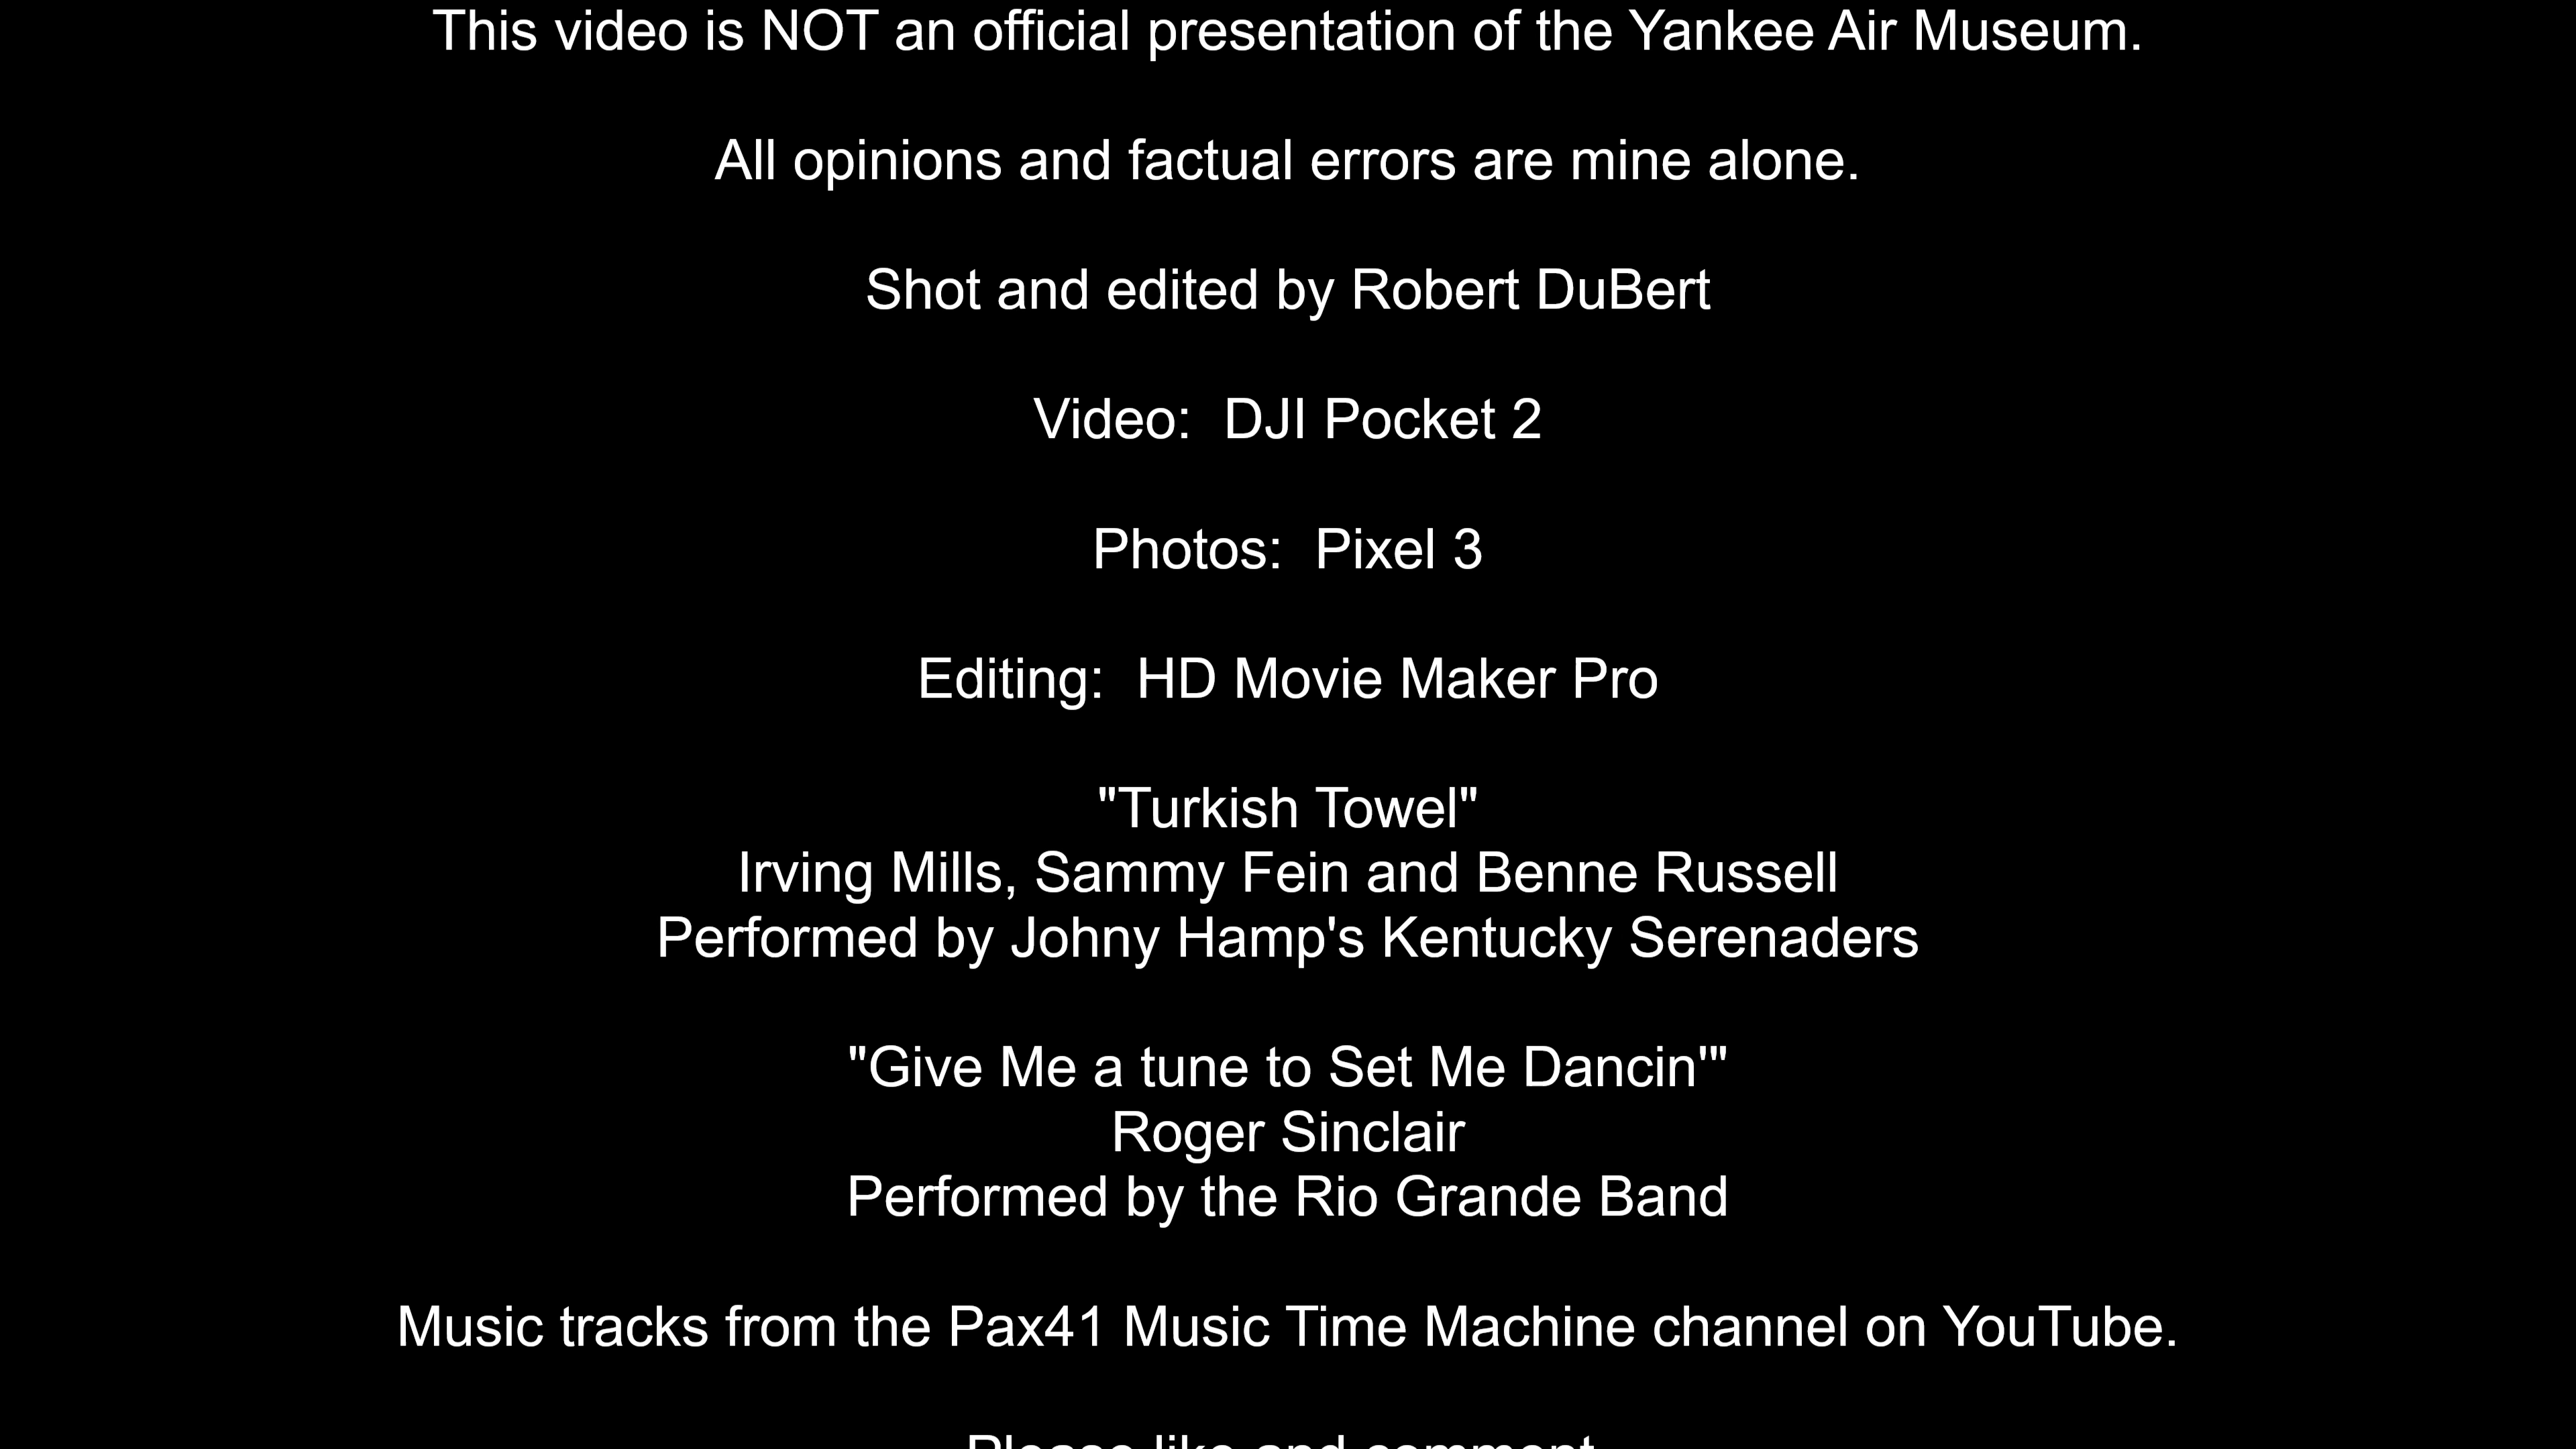 This video is NOT an official presentation of the Yankee Air Museum.
All opinions and factual errors are mine alone.
Shot and edited by Robert DuBert
Video:  DJI Pocket 2
Photos:  Pixel 3
Editing:  HD Movie Maker Pro
"Turkish Towel"
Irving Mills, Sammy Fein and Benne Russell
Performed by Johny Hamp's Kentucky Serenaders
"Give Me a tune to Set Me Dancin'"
Roger Sinclair
Performed by the Rio Grande Band
Music tracks from the Pax41 Music Time Machine channel on YouTube.
Please like and comment